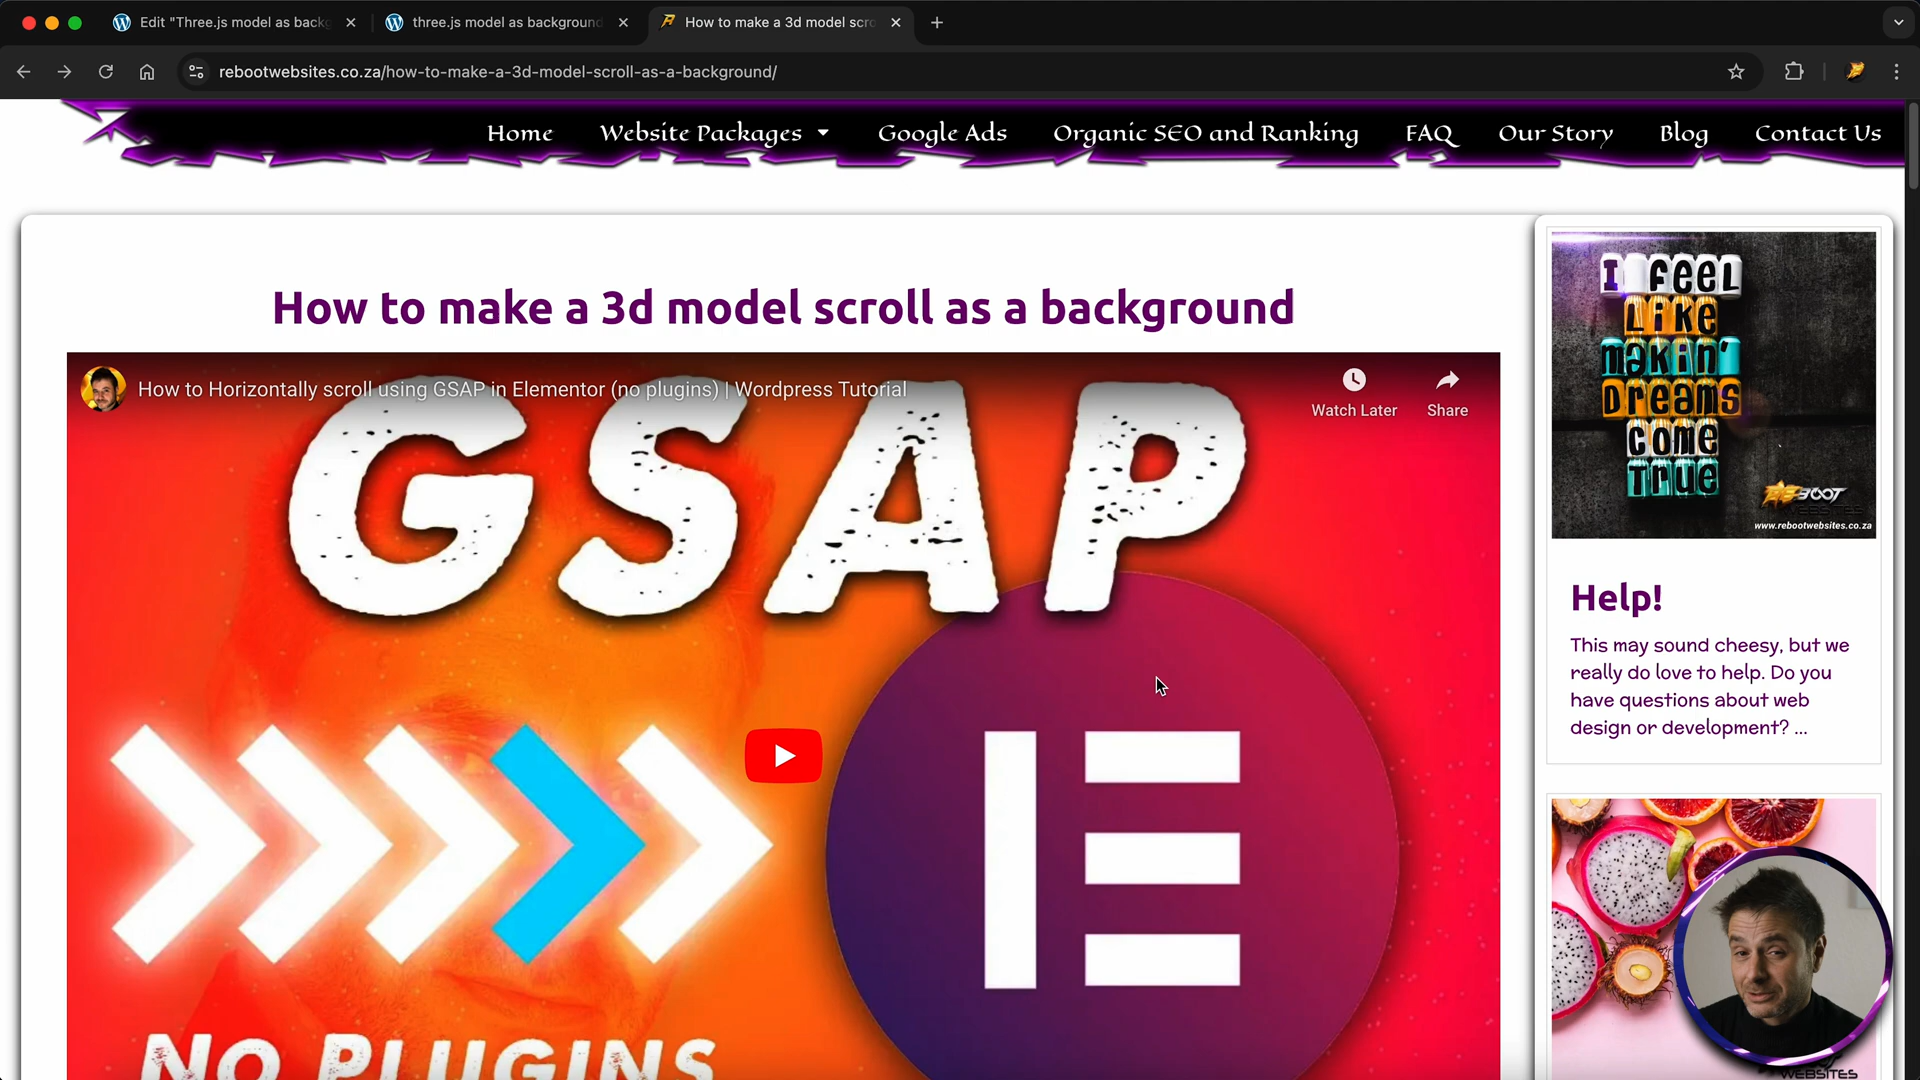 Edit "Three.js model as backg
three.js model as background
How to make a 3d model scr
rebootwebsites.co.za/how-to-make-a-3d-model-scroll-as-a-background/
Home
Website Packages
Google Ads
Organic SEO and Ranking
FAQ
Our Story
Blog
Contact Us
How to make a 3d model scroll as a background
How to Horizontally scroll using GSAP in Elementor (no plugins) | Wordpress Tutorial
Watch Later
Share
GSAP
No Plugins
I feel
Like
makin'
Dreams
Come
True
REBOOT
WEBSITES
www.rebootwebsites.co.za
Help!
This may sound cheesy, but we
really do love to help. Do you
have questions about web
design or development? ...
WEBSITES